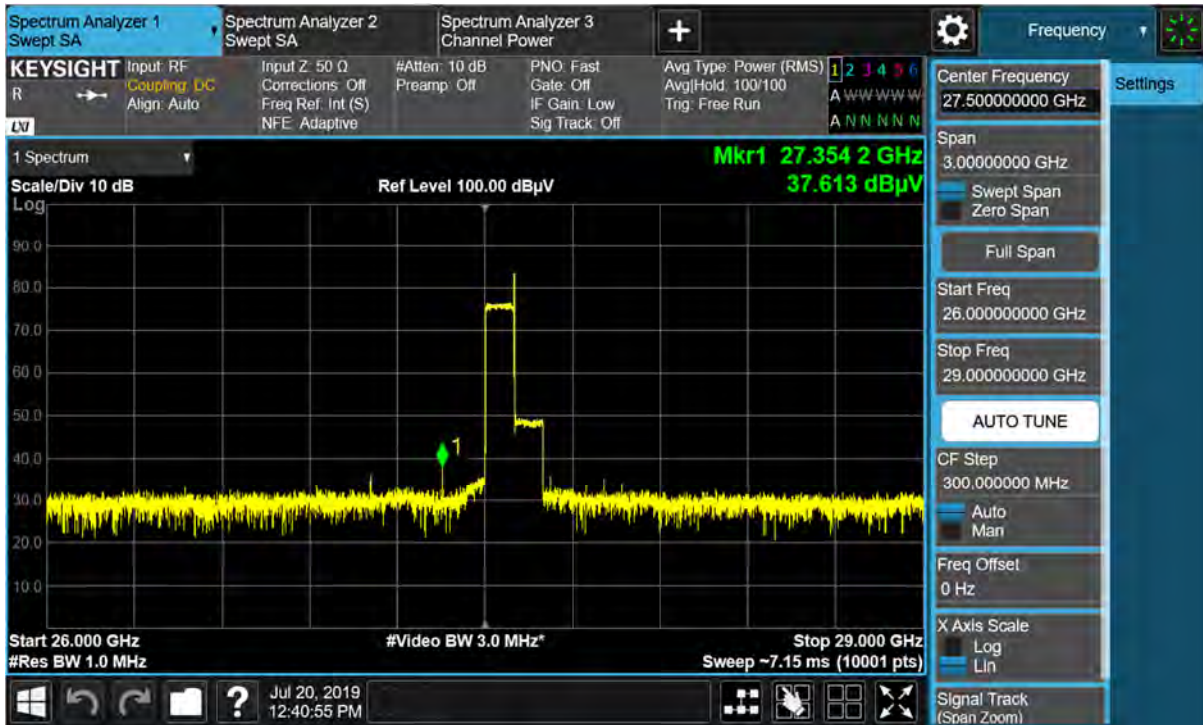 Spectrum Analyzer 1
Swept SA
Spectrum Analyzer 2
Swept SA
Spectrum Analyzer 3
Channel Power
+
Frequency
KEYSIGHT
R
LXI
Input: RF
Coupling: DC
Align: Auto
Input Z: 50 Ω
Corrections: Off
Freq Ref: Int (S)
NFE: Adaptive
#Atten: 10 dB
Preamp: Off
PNO: Fast
Gate: Off
IF Gain: Low
Sig Track: Off
Avg Type: Power (RMS)
Avg|Hold: 100/100
Trig: Free Run
1 2 3 4 5 6
A W W W W W
A N N N N N
1 Spectrum
Scale/Div 10 dB
Log
Ref Level 100.00 dBµV
Mkr1 27.354 2 GHz
37.613 dBµV
90.0
80.0
70.0
60.0
50.0
40.0
30.0
20.0
10.0
1
Start 26.000 GHz
#Res BW 1.0 MHz
#Video BW 3.0 MHz*
Stop 29.000 GHz
Sweep ~7.15 ms (10001 pts)
Center Frequency
27.500000000 GHz
Settings
Span
3.00000000 GHz
Swept Span
Zero Span
Full Span
Start Freq
26.000000000 GHz
Stop Freq
29.000000000 GHz
AUTO TUNE
CF Step
300.000000 MHz
Auto
Man
Freq Offset
0 Hz
X Axis Scale
Log
Lin
Signal Track
(Span Zoom)
?
Jul 20, 2019
12:40:55 PM